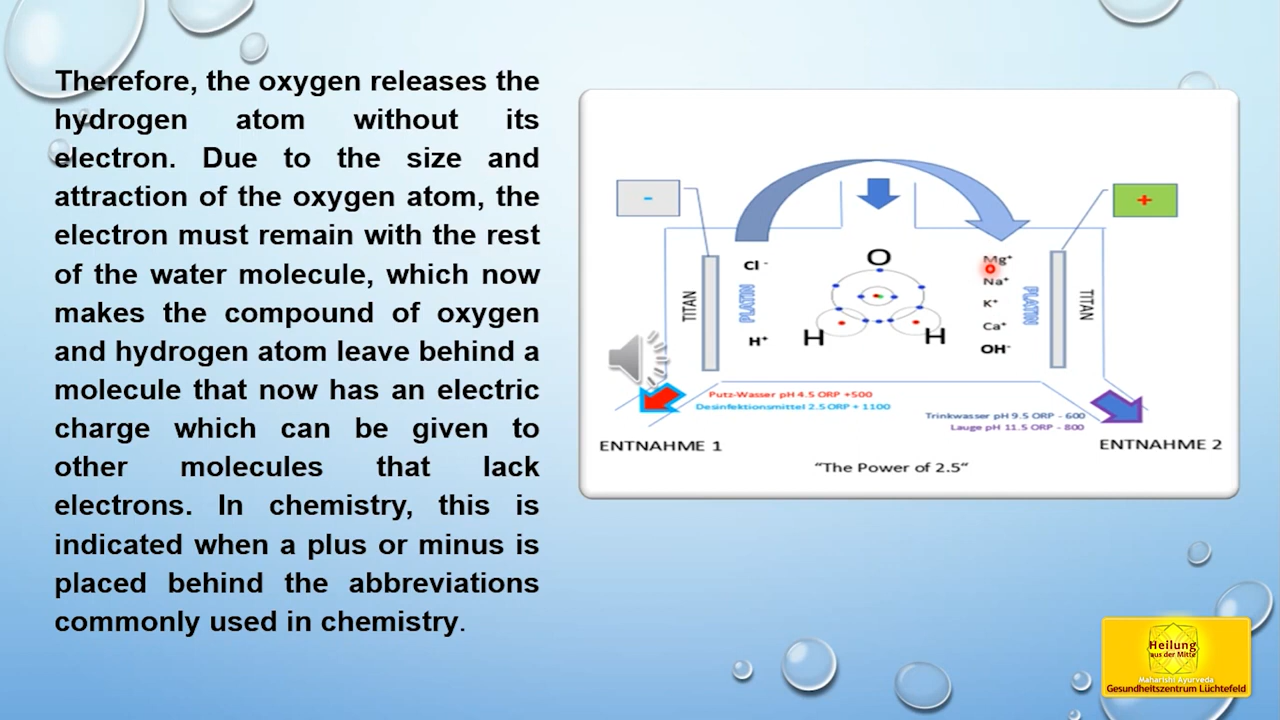 Therefore, the oxygen releases the
hydrogen atom without its
electron. Due to the size and
attraction of the oxygen atom, the
electron must remain with the rest
of the water molecule, which now
makes the compound of oxygen
and hydrogen atom leave behind a
molecule that now has an electric
charge which can be given to
other molecules that lack
electrons. In chemistry, this is
indicated when a plus or minus is
placed behind the abbreviations
commonly used in chemistry.
-
+
TITAN
Cl -
PLATIN
H+
O
H
H
Mg+
Na+
K+
Ca+
OH-
PLATIN
TITAN
Putz-Wasser pH 4.5 ORP +500
Desinfektionsmittel 2.5 ORP + 1100
Trinkwasser pH 9.5 ORP - 600
Lauge pH 11.5 ORP - 800
ENTNAHME 1
ENTNAHME 2
“The Power of 2.5“
Heilung
aus der Mitte
Maharishi Ayurveda
Gesundheitszentrum Lüchtefeld